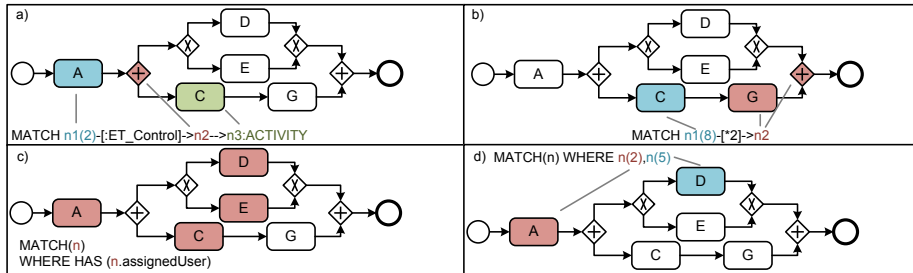 a)
D
A
E
C
G
MATCH n1(2)-[:ET_Control]->n2-->n3:ACTIVITY
b)
D
A
E
C
G
MATCH n1(8)-[*2]->n2
c)
D
A
E
C
G
MATCH(n)
WHERE HAS (n.assignedUser)
d) MATCH(n) WHERE n(2),n(5)
D
A
E
C
G